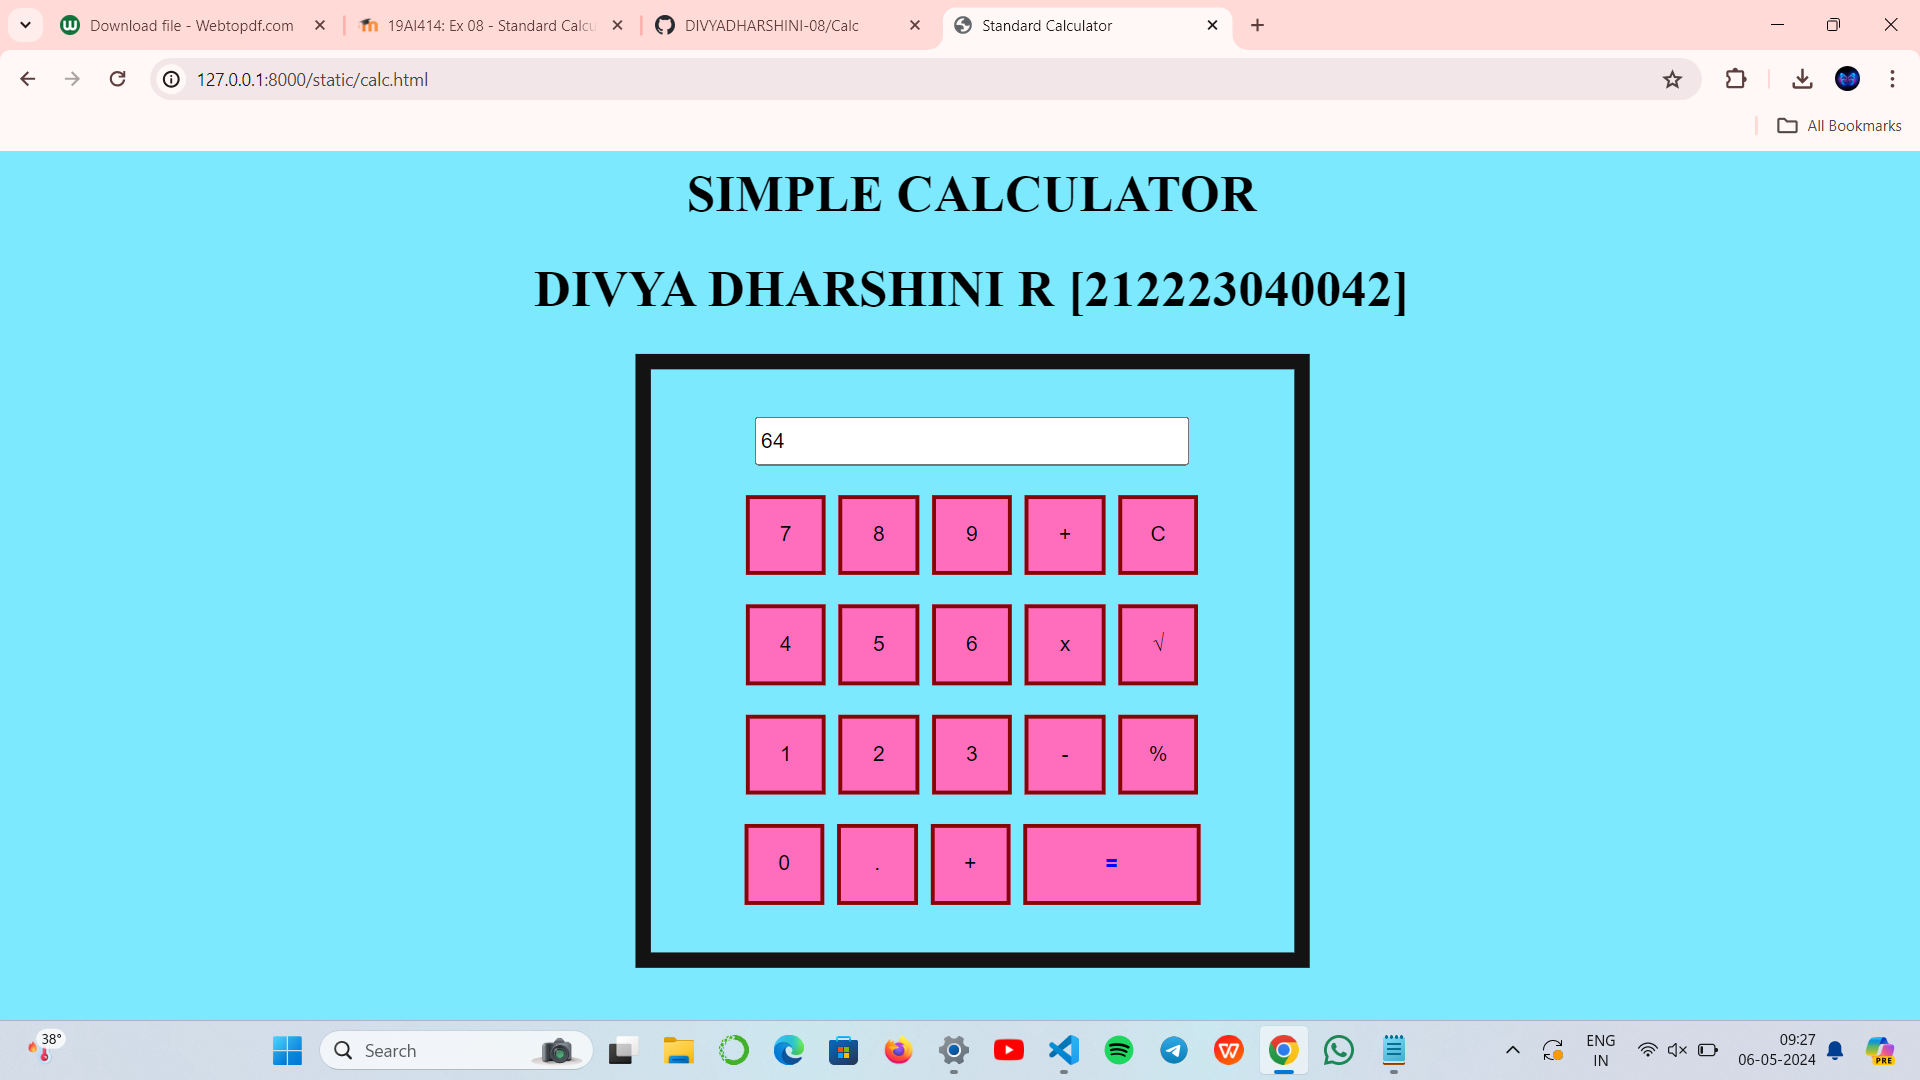 Download file - Webtopdf.com
19AI414: Ex 08 - Standard Calcu
DIVYADHARSHINI-08/Calc
Standard Calculator
127.0.0.1:8000/static/calc.html
All Bookmarks
SIMPLE CALCULATOR
DIVYA DHARSHINI R [212223040042]
64
7 8 9 + C
4 5 6 x √
1 2 3 - %
0 . + =
38°
Search
ENG
IN
09:27
06-05-2024
PRE